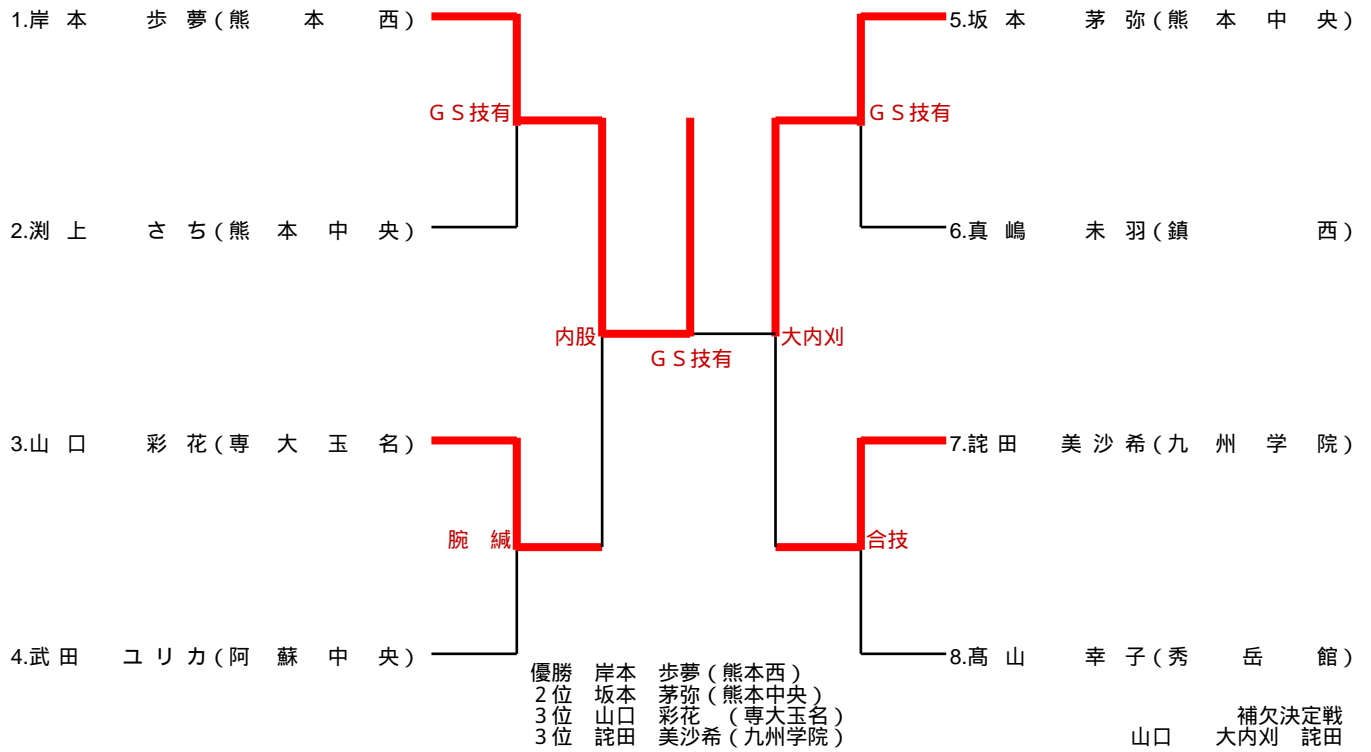 1.岸本 歩夢(熊本西)
5.坂本 茅弥(熊本中央)
GS技有
GS技有
2.渕上 さち(熊本中央)
6.真嶋 未羽(鎮西)
内股
大内刈
GS技有
3.山口 彩花(専大玉名)
7.詫田 美沙希(九州学院)
腕緘
合技
4.武田 ユリカ(阿蘇中央)
8.髙山 幸子(秀岳館)
優勝 岸本 歩夢(熊本西)
2位 坂本 茅弥(熊本中央)
3位 山口 彩花 (専大玉名)
3位 詫田 美沙希(九州学院)
補欠決定戦
山口 大内刈 詫田